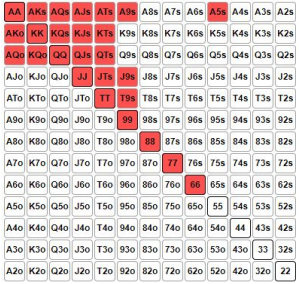 AA AKs AQs AJs ATs A9s A8s A7s A6s A5s A4s A3s A2s
AKo KK KQs KJs KTs K9s K8s K7s K6s K5s K4s K3s K2s
AQo KQo QQ QJs QTs Q9s Q8s Q7s Q6s Q5s Q4s Q3s Q2s
AJo KJo QJo JJ JTs J9s J8s J7s J6s J5s J4s J3s J2s
ATo KTo QTo JTo TT T9s T8s T7s T6s T5s T4s T3s T2s
A9o K9o Q9o J9o T9o 99 98s 97s 96s 95s 94s 93s 92s
A8o K8o Q8o J8o T8o 98o 88 87s 86s 85s 84s 83s 82s
A7o K7o Q7o J7o T7o 97o 87o 77 76s 75s 74s 73s 72s
A6o K6o Q6o J6o T6o 96o 86o 76o 66 65s 64s 63s 62s
A5o K5o Q5o J5o T5o 95o 85o 75o 65o 55 54s 53s 52s
A4o K4o Q4o J4o T4o 94o 84o 74o 64o 54o 44 43s 42s
A3o K3o Q3o J3o T3o 93o 83o 73o 63o 53o 43o 33 32s
A2o K2o Q2o J2o T2o 92o 82o 72o 62o 52o 42o 32o 22